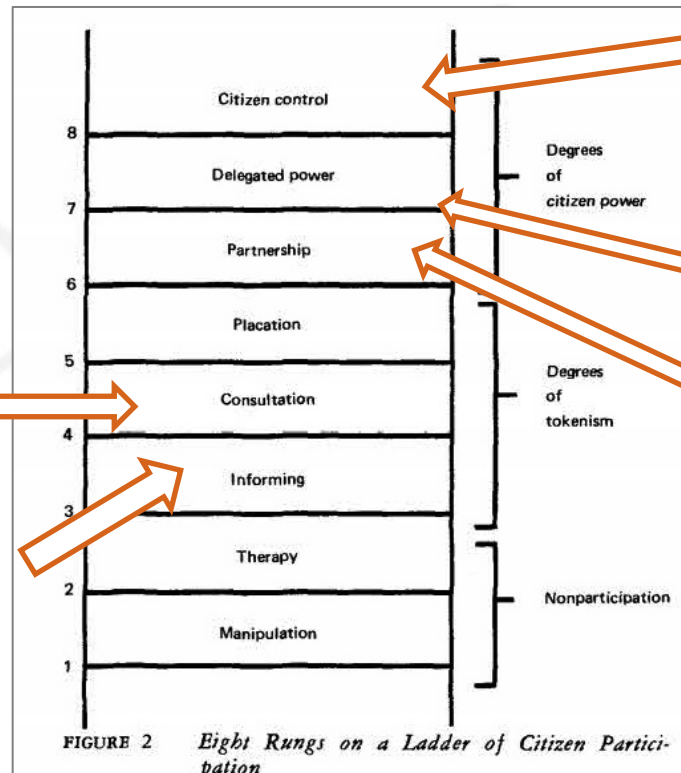 Citizen control
8
Delegated power
7
Partnership
6
Placation
5
Consultation
4
Informing
3
Therapy
2
Manipulation
1
Degrees
of
citizen power
Degrees
of
tokenism
Nonparticipation
FIGURE 2 Eight Rungs on a Ladder of Citizen Partici-
pation